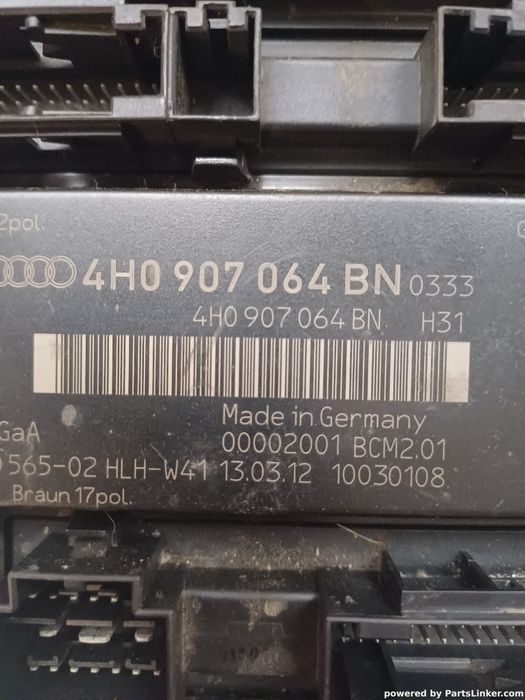 2pol.
4H0 907 064 BN 0333
4H0 907 064 BN H31
Made in Germany
GaA
00002001 BCM2.01
565-02 HLH-W41 13.03.12 10030108
Braun 17pol.
powered by PartsLinker.com